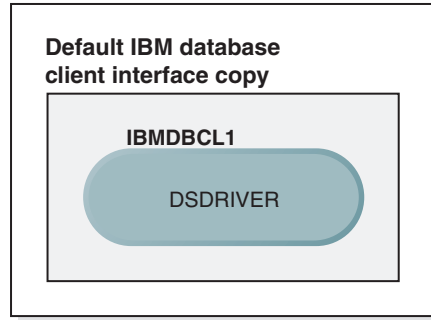 Default IBM database
client interface copy
IBMDBCL1
DSDRIVER